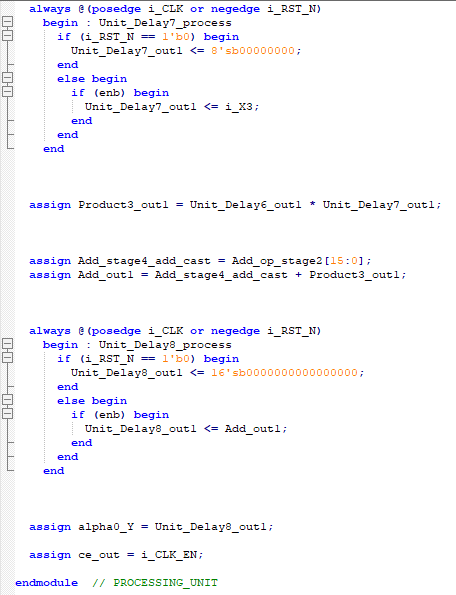 always @(posedge i_CLK or negedge i_RST_N)
begin : Unit_Delay7_process
if (i_RST_N == 1'b0) begin
Unit_Delay7_out1 <= 8'sb00000000;
end
else begin
if (enb) begin
Unit_Delay7_out1 <= i_X3;
end
end
end
assign Product3_out1 = Unit_Delay6_out1 * Unit_Delay7_out1;
assign Add_stage4_add_cast = Add_op_stage2[15:0];
assign Add_out1 = Add_stage4_add_cast + Product3_out1;
always @(posedge i_CLK or negedge i_RST_N)
begin : Unit_Delay8_process
if (i_RST_N == 1'b0) begin
Unit_Delay8_out1 <= 16'sb0000000000000000;
end
else begin
if (enb) begin
Unit_Delay8_out1 <= Add_out1;
end
end
end
assign alpha0_Y = Unit_Delay8_out1;
assign ce_out = i_CLK_EN;
endmodule  // PROCESSING_UNIT